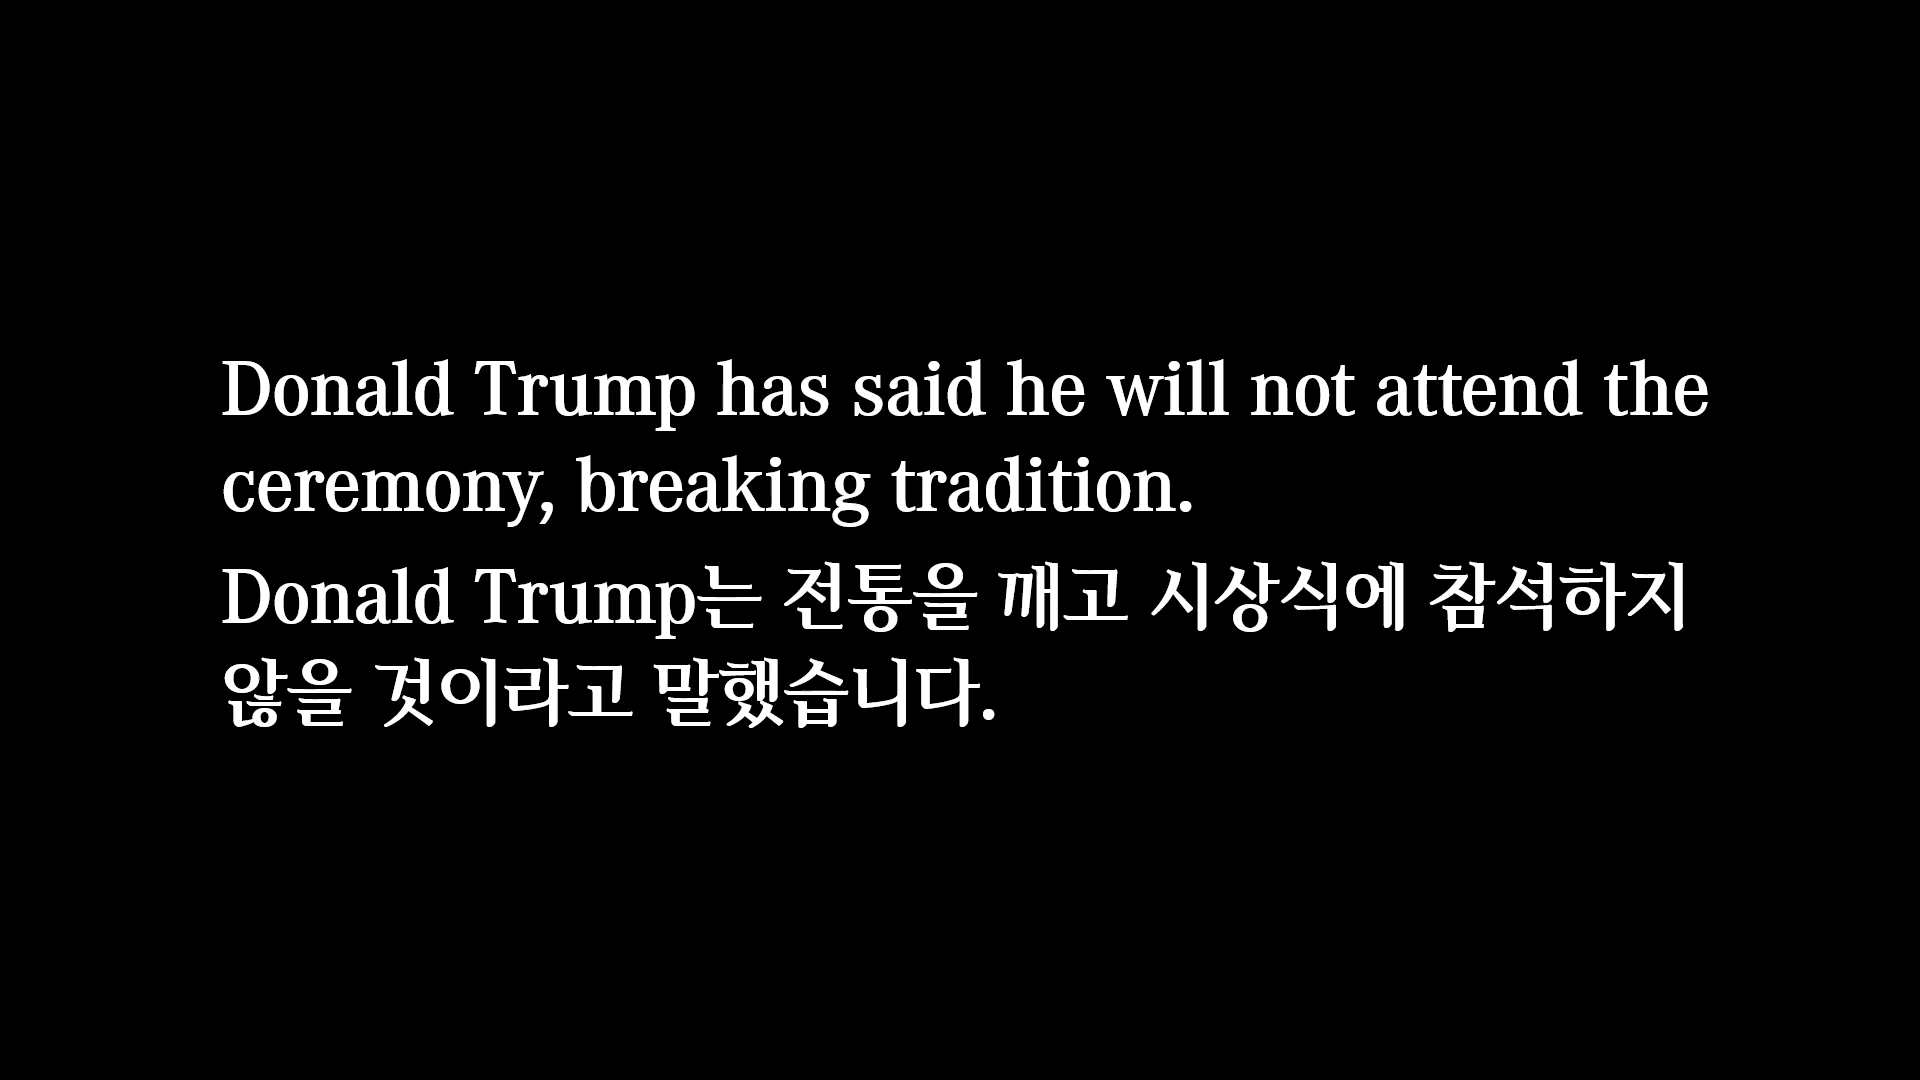 Donald Trump has said he will not attend the
ceremony, breaking tradition.
Donald Trump는 전통을 깨고 시상식에 참석하지
않을 것이라고 말했습니다.